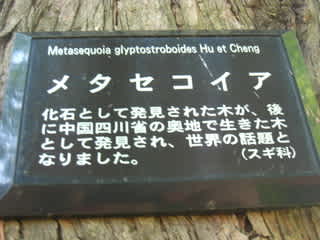 Metasequoia glyptostroboides Hu et Cheng
メタセコイア
化石として発見された木が、後
に中国四川省の奥地で生きた木
として発見され、世界の話題と
なりました。 (スギ科)